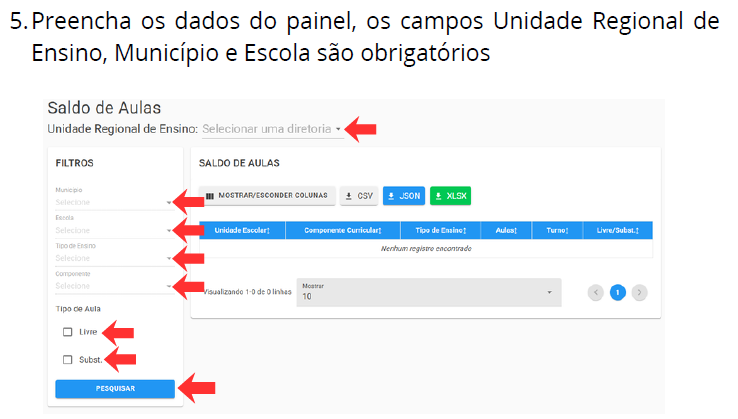 5. Preencha os dados do painel, os campos Unidade Regional de
Ensino, Município e Escola são obrigatórios
Saldo de Aulas
Unidade Regional de Ensino: Selecionar uma diretoria
FILTROS
Município
Selecione
Escola
Selecione
Tipo de Ensino
Selecione
Componente
Selecione
Tipo de Aula
Livre
Subst.
PESQUISAR
SALDO DE AULAS
MOSTRAR/ESCONDER COLUNAS CSV JSON XLSX
Unidade Escolar Componente Curricular Tipo de Ensino Aulas Turno Livre/Subst.
Nenhum registro encontrado
Visualizando 1-0 de 0 linhas
Mostrar
10
1